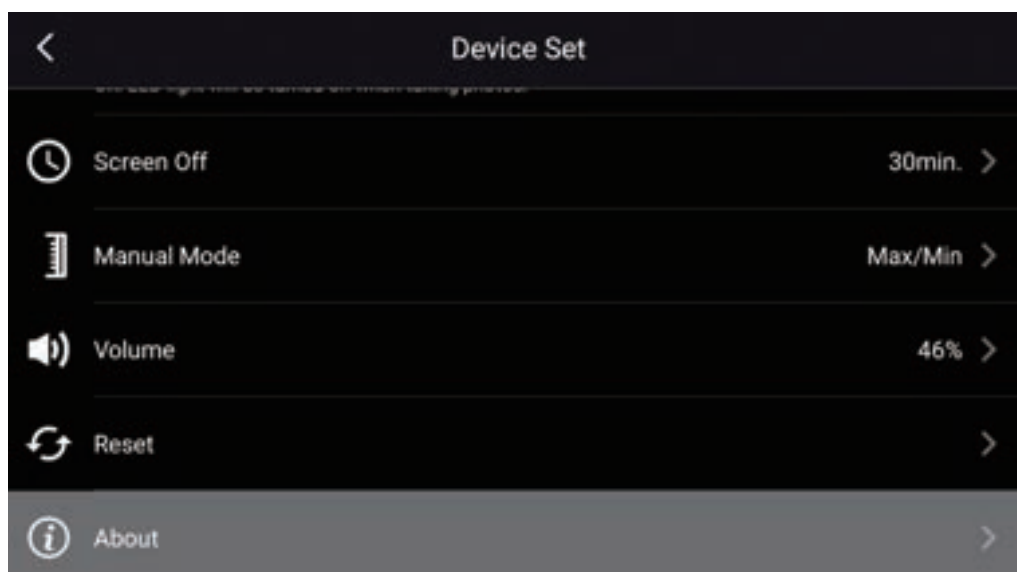 Device Set
Screen Off
30min.
Manual Mode
Max/Min
Volume
46%
Reset
About